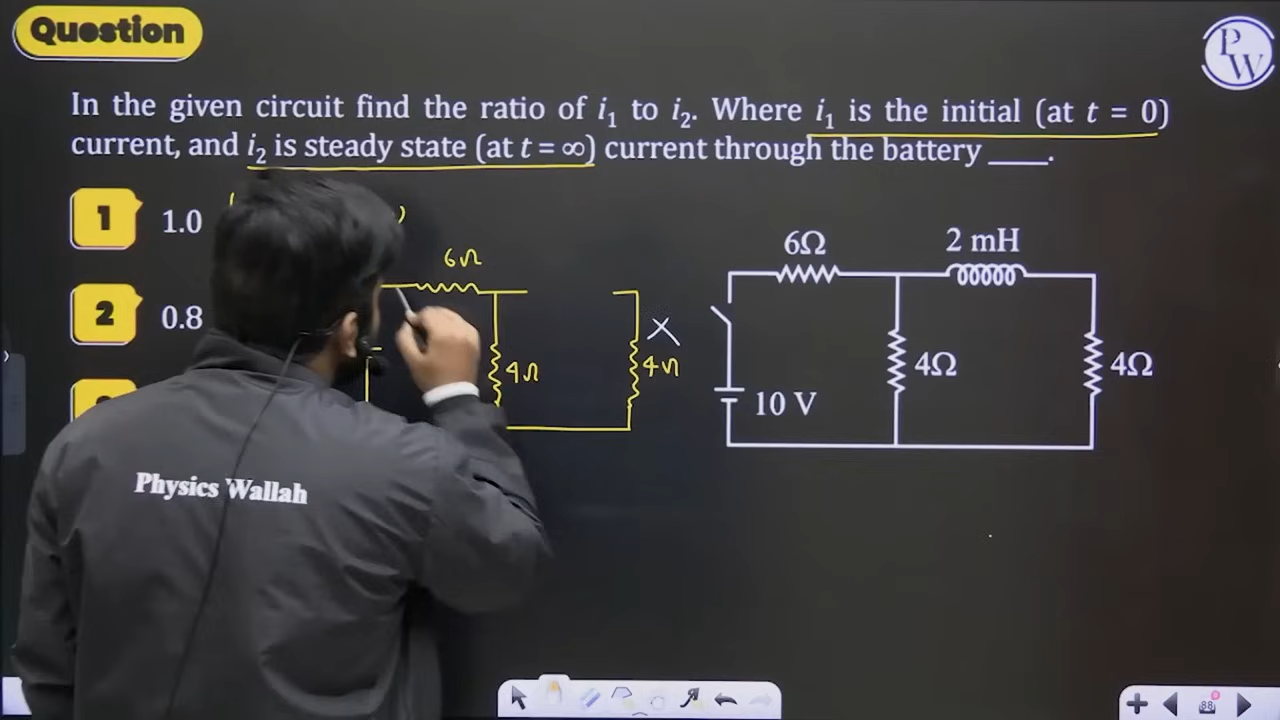 Question
PW
In the given circuit find the ratio of i₁ to i₂. Where i₁ is the initial (at t = 0)
current, and i₂ is steady state (at t = ∞) current through the battery ____.
1 1.0
2 0.8
6Ω
4Ω
4Ω
6Ω
2 mH
4Ω
4Ω
10 V
Physics Wallah
88